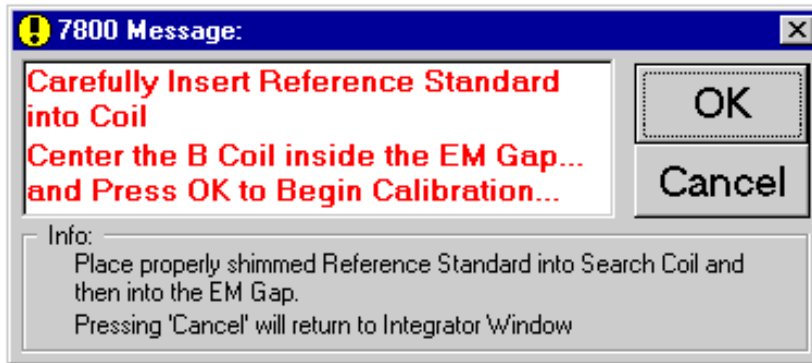 7800 Message:
Carefully Insert Reference Standard
into Coil
Center the B Coil inside the EM Gap...
and Press OK to Begin Calibration...
OK
Cancel
Info:
Place properly shimmed Reference Standard into Search Coil and
then into the EM Gap.
Pressing 'Cancel' will return to Integrator Window